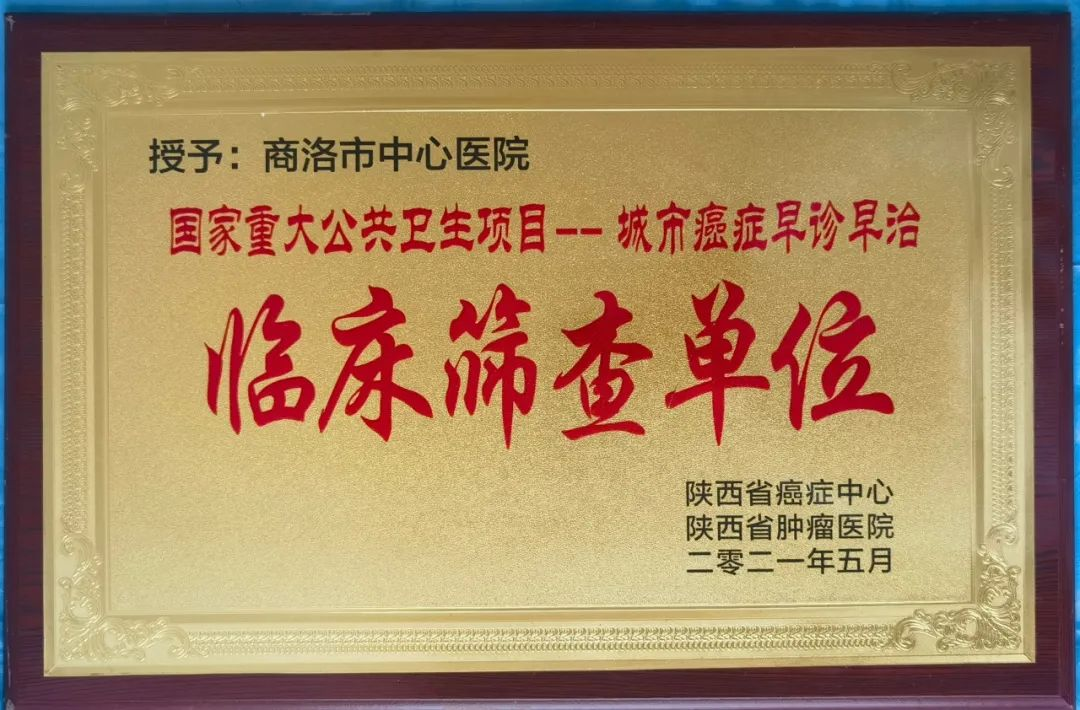 授予：商洛市中心医院
国家重大公共卫生项目--城市癌症早诊早治
临床筛查单位
陕西省癌症中心
陕西省肿瘤医院
二零二一年五月